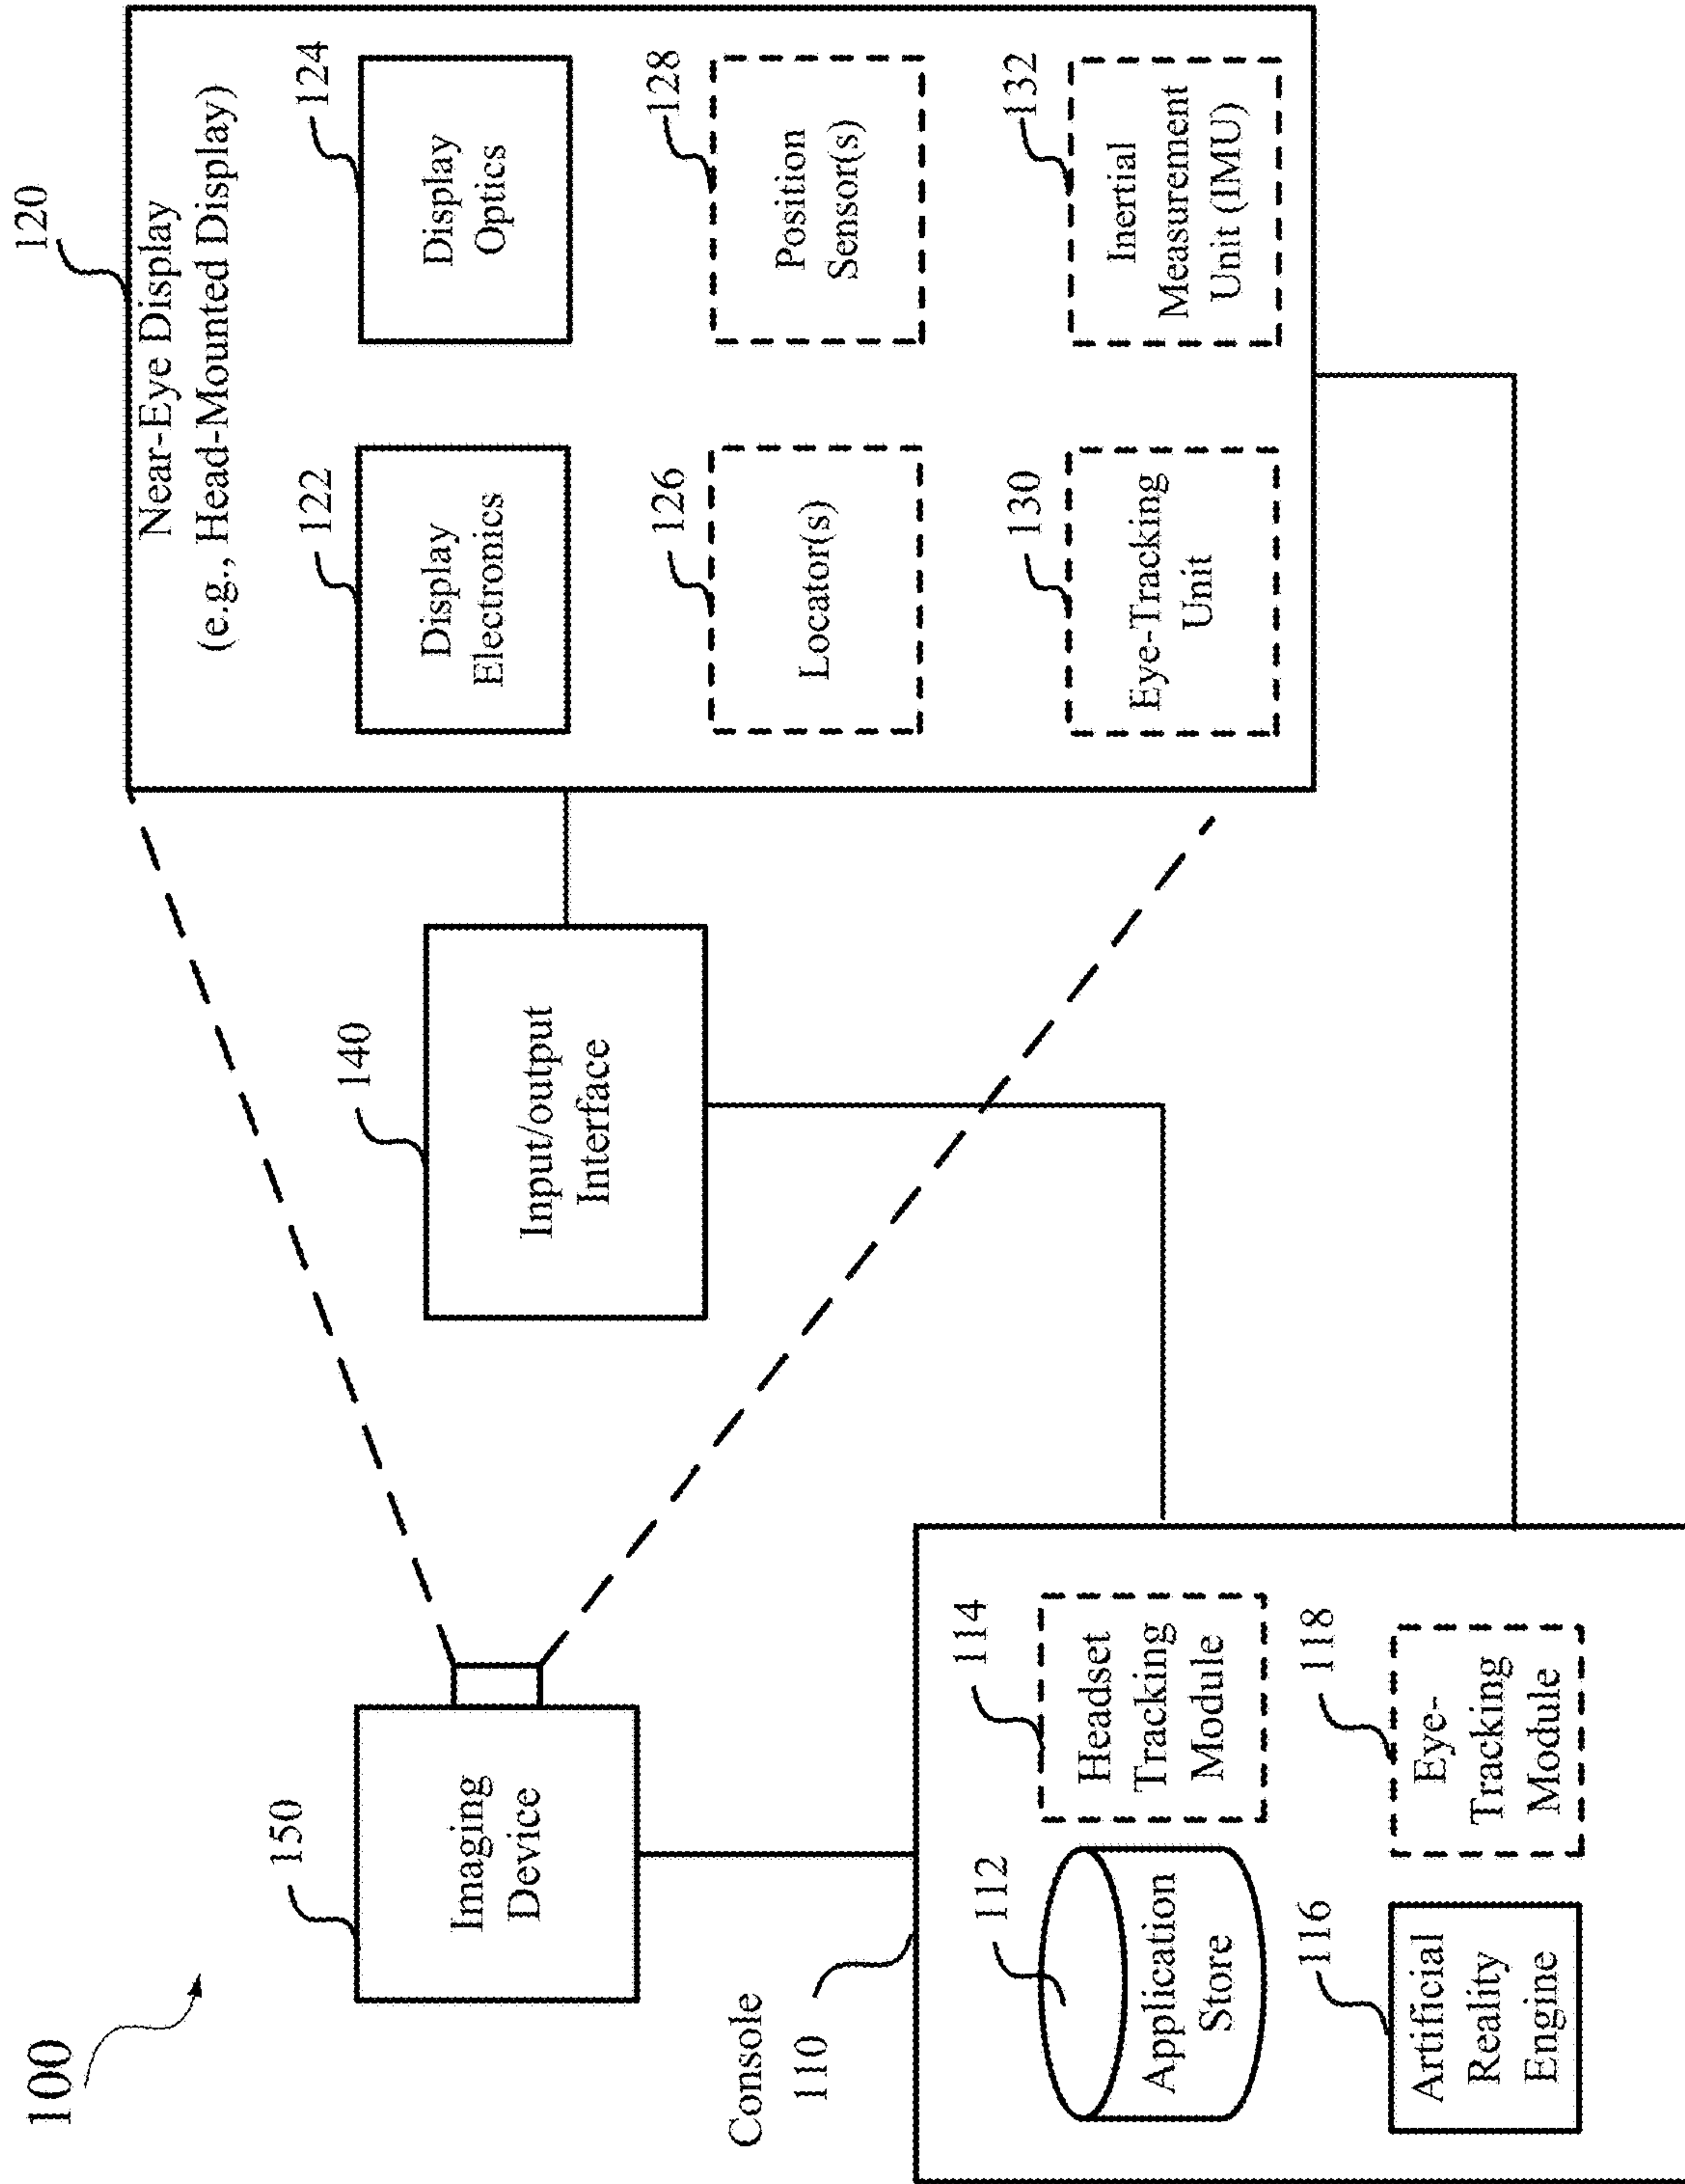 100
150
Imaging
Device
140
Input/output
Interface
120
Near-Eye Display
(e.g., Head-Mounted Display)
122
Display
Electronics
124
Display
Optics
126
Locator(s)
128
Position
Sensor(s)
130
Eye-Tracking
Unit
132
Inertial
Measurement
Unit (IMU)
Console
110
112
Application
Store
114
Headset
Tracking
Module
116
Artificial
Reality
Engine
118
Eye-
Tracking
Module